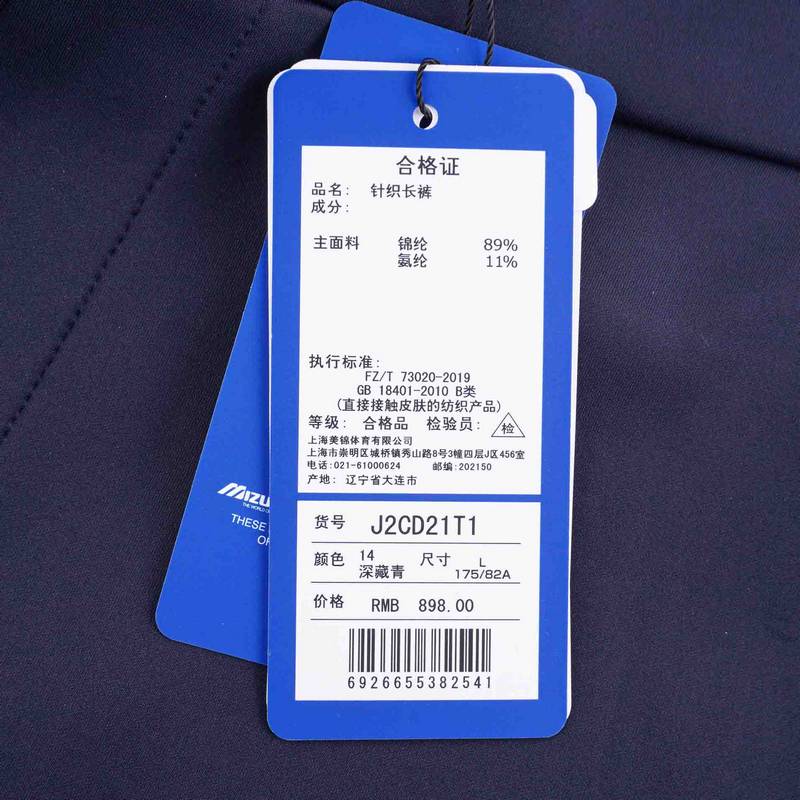 合格证
品名: 针织长裤
成分:
主面料 锦纶 89%
氨纶 11%
执行标准:
FZ/T 73020-2019
GB 18401-2010 B类
(直接接触皮肤的纺织产品)
等级: 合格品 检验员: 检
上海美锦体育有限公司
上海市崇明区城桥镇秀山路8号3幢四层J区456室
电话:021-61000624 邮编:202150
产地: 辽宁省大连市
货号 J2CD21T1
颜色 14 尺寸 L
深藏青 175/82A
价格 RMB 898.00
6926655382541
MIZU
THE WORLD O
THESE
OF